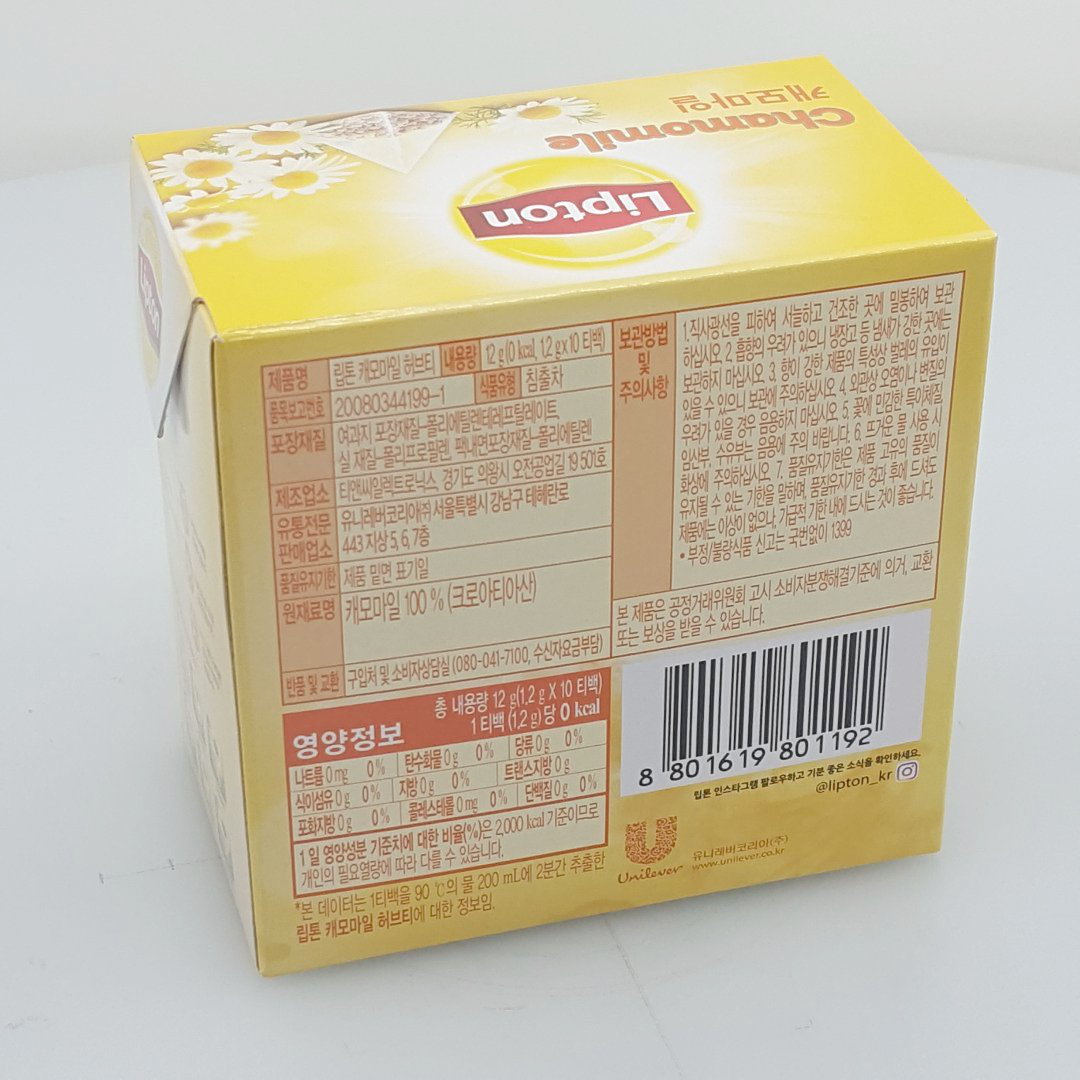 캐모마일
Chamomile
Lipton
Lipton
제품명 립톤 캐모마일 허브티 내용량 12 g(0 kcal, 1.2 g×10 티백)
품목보고번호 20080344199-1 식품유형 침출차
포장재질 여과지 포장재질-폴리에틸렌테레프탈레이트,
실 재질-폴리프로필렌, 팩내면포장재질-폴리에틸렌
제조업소 티앤씨일렉트로닉스, 경기도 의왕시 오전공업길 19 501호
유통전문판매업소 유니레버코리아㈜ 서울특별시 강남구 테헤란로
443 지상 5, 6, 7층
품질유지기한 제품 밑면 표기일
원재료명 캐모마일 100 % (크로아티아산)
반품 및 교환 구입처 및 소비자상담실 (080-041-7100, 수신자요금부담)
보관방법
및
주의사항
1. 직사광선을 피하여 서늘하고 건조한 곳에 밀봉하여 보관
하십시오. 2. 흡향의 우려가 있으니 냉장고 등 냄새가 강한 곳에는
보관하지 마십시오. 3. 향이 강한 제품의 특성상 벌레의 유입이
있을 수 있으니 보관에 주의하십시오. 4. 외관상 오염이나 변질의
우려가 있을 경우 음용하지 마십시오. 5. 꽃에 민감한 특이체질,
임산부, 수유부는 음용에 주의 바랍니다. 6. 뜨거운 물 사용 시
화상에 주의하십시오. 7. 품질유지기한은 제품 고유의 품질이
유지될 수 있는 기한을 말하며, 품질유지기한 경과 후에 드셔도
제품에는 이상이 없으나, 가급적 기한 내에 드시는 것이 좋습니다.
• 부정/불량식품 신고는 국번없이 1399
본 제품은 공정거래위원회 고시 소비자분쟁해결기준에 의거, 교환
또는 보상을 받을 수 있습니다.
영양정보
총 내용량 12 g(1.2 g X 10 티백)
1 티백 (1.2 g)당 0 kcal
나트륨 0 mg 0% 탄수화물 0 g 0% 당류 0 g 0%
식이섬유 0 g 0% 지방 0 g 0% 트랜스지방 0 g
포화지방 0 g 0% 콜레스테롤 0 mg 0% 단백질 0 g 0%
1 일 영양성분 기준치에 대한 비율(%)은 2,000 kcal 기준이므로
개인의 필요열량에 따라 다를 수 있습니다.
*본 데이터는 1티백을 90 ℃의 물 200 mL에 2분간 추출한
립톤 캐모마일 허브티에 대한 정보임.
8 801619 801192
립톤 인스타그램 팔로우하고 기분 좋은 소식을 확인하세요.
@lipton_kr
Unilever
유니레버코리아(주)
www.unilever.co.kr